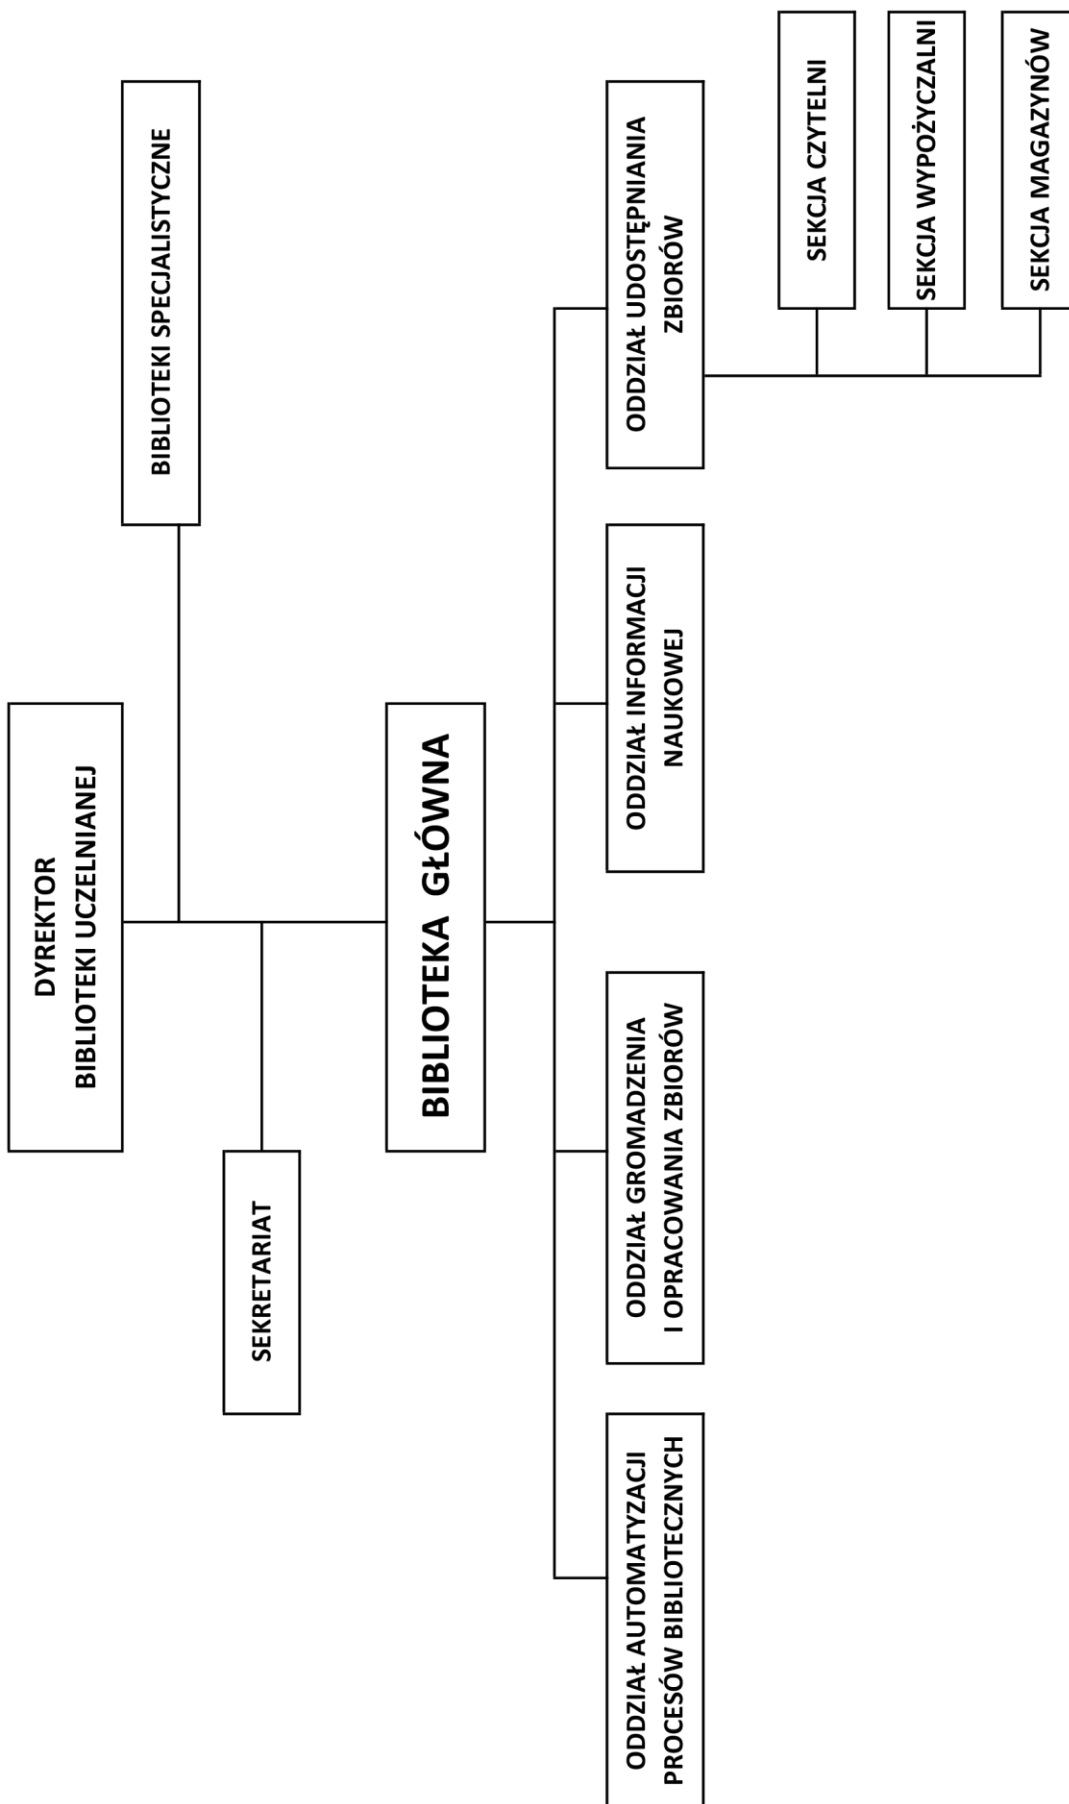 DYREKTOR
BIBLIOTEKI UCZELNIANEJ
BIBLIOTEKI SPECJALISTYCZNE
SEKRETARIAT
BIBLIOTEKA GŁÓWNA
ODDZIAŁ AUTOMATYZACJI
PROCESÓW BIBLIOTECZNYCH
ODDZIAŁ GROMADZENIA
I OPRACOWANIA ZBIORÓW
ODDZIAŁ INFORMACJI
NAUKOWEJ
ODDZIAŁ UDOSTĘPNIANIA
ZBIORÓW
SEKCJA CZYTELNI
SEKCJA WYPOŻYCZALNI
SEKCJA MAGAZYNÓW